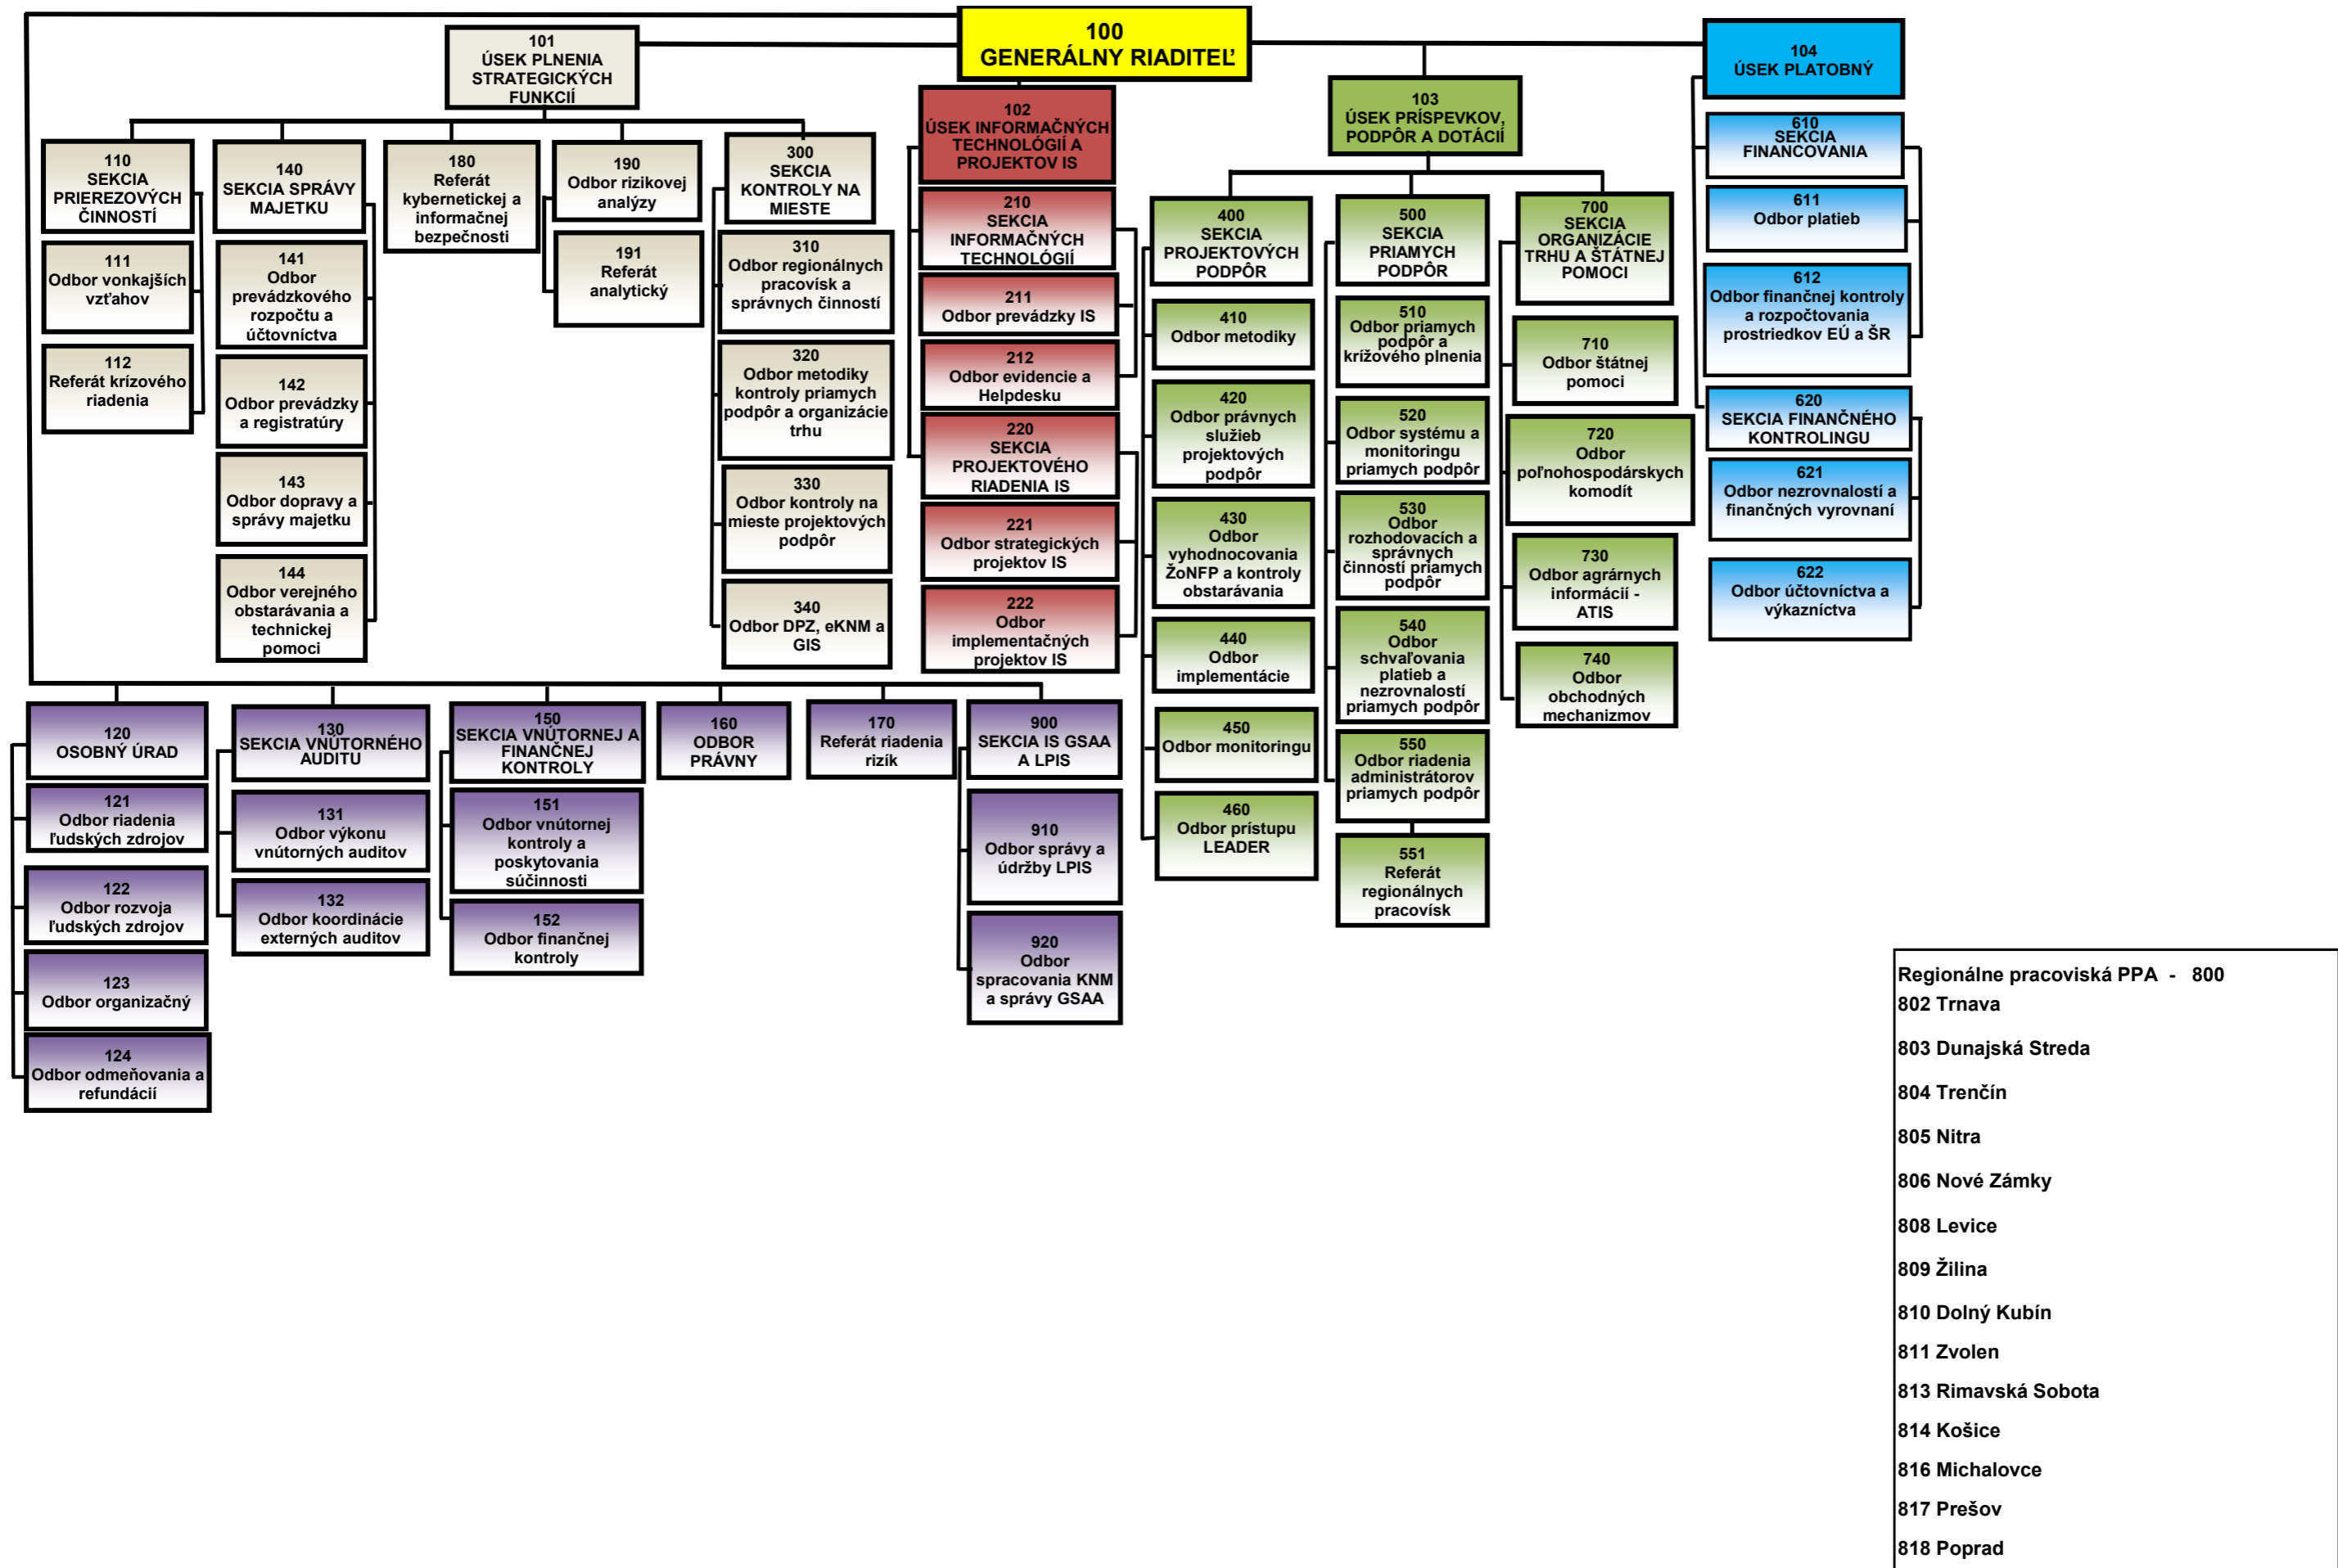 100
GENERÁLNY RIADITEĽ
101
ÚSEK PLNENIA
STRATEGICKÝCH
FUNKCIÍ
102
ÚSEK INFORMAČNÝCH
TECHNOLÓGIÍ A
PROJEKTOV IS
103
ÚSEK PRÍSPEVKOV,
PODPÔR A DOTÁCIÍ
104
ÚSEK PLATOBNÝ
110
SEKCIA
PRIEREZOVÝCH
ČINNOSTÍ
111
Odbor vonkajších
vzťahov
112
Referát krízového
riadenia
140
SEKCIA SPRÁVY
MAJETKU
141
Odbor
prevádzkového
rozpočtu a
účtovníctva
142
Odbor prevádzky
a registratúry
143
Odbor dopravy a
správy majetku
144
Odbor verejného
obstarávania a
technickej
pomoci
180
Referát
kybernetickej a
informačnej
bezpečnosti
190
Odbor rizikovej
analýzy
191
Referát
analytický
300
SEKCIA
KONTROLY NA
MIESTE
310
Odbor regionálnych
pracovísk a
správnych činností
320
Odbor metodiky
kontroly priamych
podpôr a organizácie
trhu
330
Odbor kontroly na
mieste projektových
podpôr
340
Odbor DPZ, eKNM a
GIS
210
SEKCIA
INFORMAČNÝCH
TECHNOLÓGIÍ
211
Odbor prevádzky IS
212
Odbor evidencie a
Helpdesku
220
SEKCIA
PROJEKTOVÉHO
RIADENIA IS
221
Odbor strategických
projektov IS
222
Odbor
implementačných
projektov IS
400
SEKCIA
PROJEKTOVÝCH
PODPÔR
410
Odbor metodiky
420
Odbor právnych
služieb
projektových
podpôr
430
Odbor
vyhodnocovania
ŽoNFP a kontroly
obstarávania
440
Odbor
implementácie
450
Odbor monitoringu
460
Odbor prístupu
LEADER
500
SEKCIA
PRIAMYCH
PODPÔR
510
Odbor priamych
podpôr a
krížového plnenia
520
Odbor systému a
monitoringu
priamych podpôr
530
Odbor
rozhodovacích a
správnych
činností priamych
podpôr
540
Odbor
schvaľovania
platieb a
nezrovnalostí
priamych podpôr
550
Odbor riadenia
administrátorov
priamych podpôr
551
Referát
regionálnych
pracovísk
700
SEKCIA
ORGANIZÁCIE
TRHU A ŠTÁTNEJ
POMOCI
710
Odbor štátnej
pomoci
720
Odbor
poľnohospodárskych
komodít
730
Odbor agrárnych
informácií -
ATIS
740
Odbor
obchodných
mechanizmov
610
SEKCIA
FINANCOVANIA
611
Odbor platieb
612
Odbor finančnej kontroly
a rozpočtovania
prostriedkov EÚ a ŠR
620
SEKCIA FINANČNÉHO
KONTROLINGU
621
Odbor nezrovnalostí a
finančných vyrovnaní
622
Odbor účtovníctva a
výkazníctva
120
OSOBNÝ ÚRAD
121
Odbor riadenia
ľudských zdrojov
122
Odbor rozvoja
ľudských zdrojov
123
Odbor organizačný
124
Odbor odmeňovania a
refundácií
130
SEKCIA VNÚTORNÉHO
AUDITU
131
Odbor výkonu
vnútorných auditov
132
Odbor koordinácie
externých auditov
150
SEKCIA VNÚTORNEJ A
FINANČNEJ
KONTROLY
151
Odbor vnútornej
kontroly a
poskytovania
súčinnosti
152
Odbor finančnej
kontroly
160
ODBOR
PRÁVNY
170
Referát riadenia
rizík
900
SEKCIA IS GSAA
A LPIS
910
Odbor správy a
údržby LPIS
920
Odbor
spracovania KNM
a správy GSAA
Regionálne pracoviská PPA - 800
802 Trnava
803 Dunajská Streda
804 Trenčín
805 Nitra
806 Nové Zámky
808 Levice
809 Žilina
810 Dolný Kubín
811 Zvolen
813 Rimavská Sobota
814 Košice
816 Michalovce
817 Prešov
818 Poprad